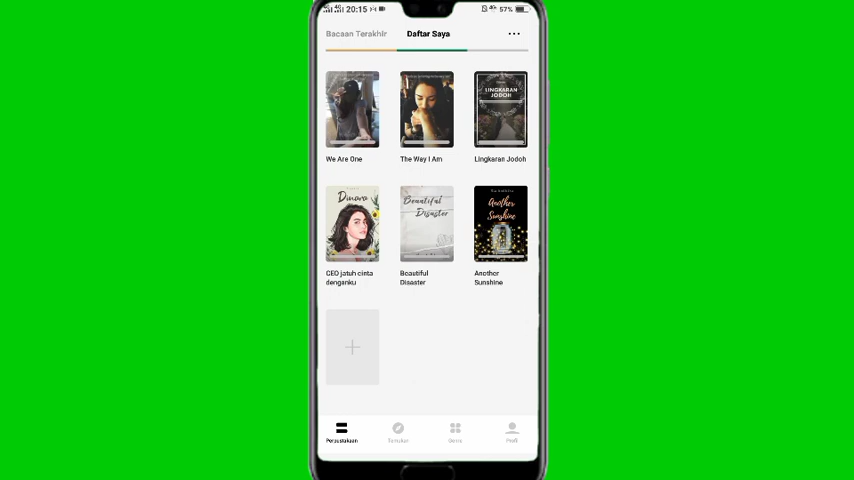 20:15
57%
Bacaan Terakhir
Daftar Saya
LINGKARAN
JODOH
We Are One
The Way I Am
Lingkaran Jodoh
Dinara
Beautiful
Disaster
Another
Sunshine
CEO jatuh cinta
denganku
Beautiful
Disaster
Another
Sunshine
Perpustakaan
Temukan
Genre
Profil